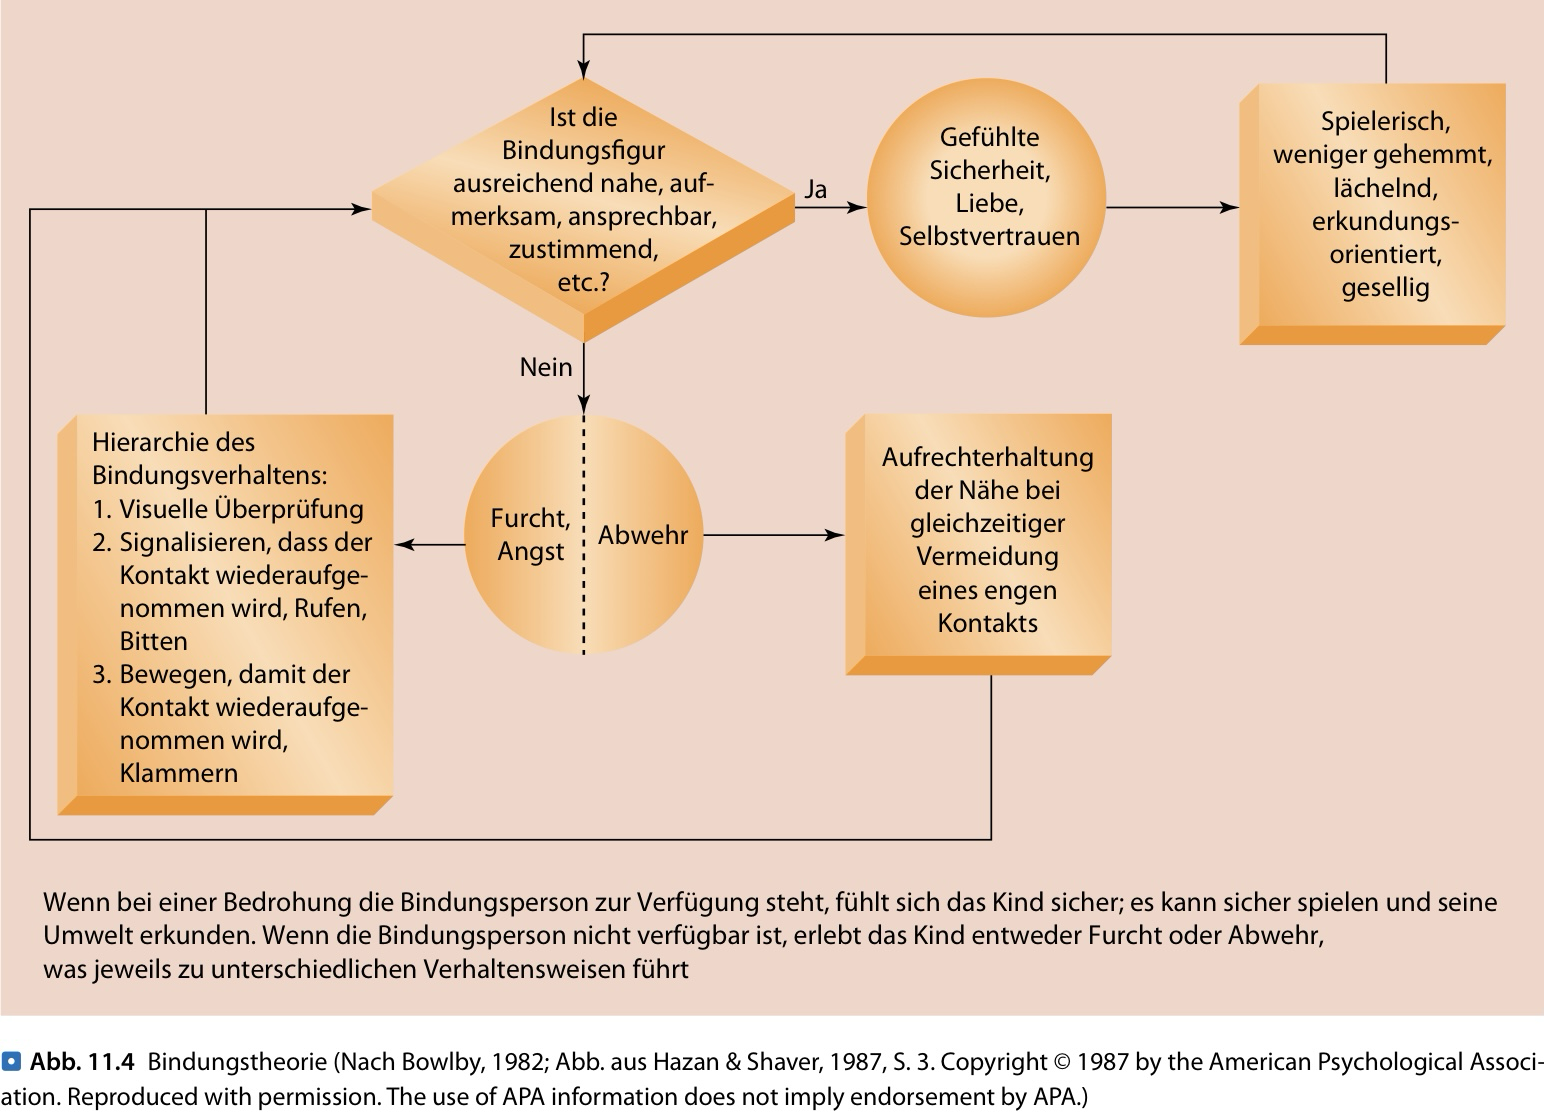 Ist die
Bindungsfigur
ausreichend nahe, auf-
merksam, ansprechbar,
zustimmend,
etc.?
Ja
Gefühlte
Sicherheit,
Liebe,
Selbstvertrauen
Spielerisch,
weniger gehemmt,
lächelnd,
erkundungs-
orientiert,
gesellig
Nein
Hierarchie des
Bindungsverhaltens:
1. Visuelle Überprüfung
2. Signalisieren, dass der
Kontakt wiederaufge-
nommen wird, Rufen,
Bitten
3. Bewegen, damit der
Kontakt wiederaufge-
nommen wird,
Klammern
Furcht,
Angst
Abwehr
Aufrechterhaltung
der Nähe bei
gleichzeitiger
Vermeidung
eines engen
Kontakts
Wenn bei einer Bedrohung die Bindungsperson zur Verfügung steht, fühlt sich das Kind sicher; es kann sicher spielen und seine
Umwelt erkunden. Wenn die Bindungsperson nicht verfügbar ist, erlebt das Kind entweder Furcht oder Abwehr,
was jeweils zu unterschiedlichen Verhaltensweisen führt
Abb. 11.4 Bindungstheorie (Nach Bowlby, 1982; Abb. aus Hazan & Shaver, 1987, S. 3. Copyright © 1987 by the American Psychological Associ-
ation. Reproduced with permission. The use of APA information does not imply endorsement by APA.)